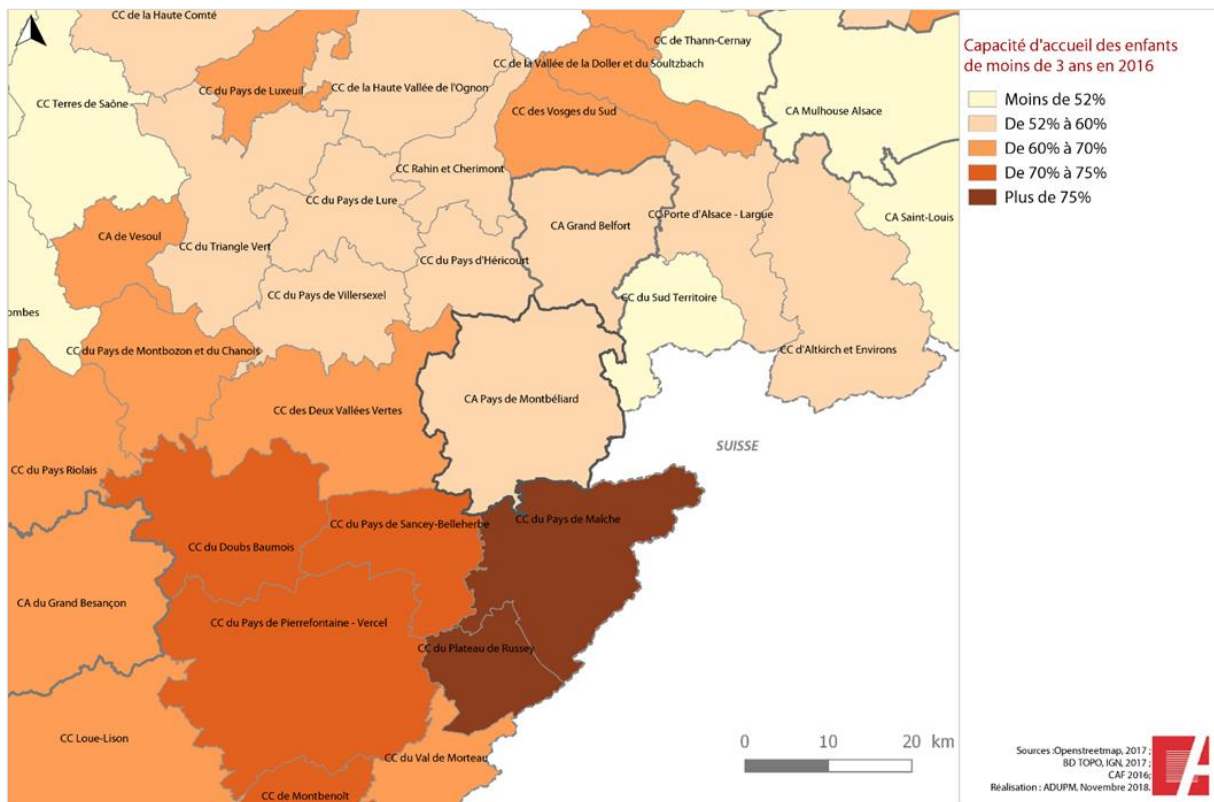 CC de la Haute Comté
CC de Thann-Cernay
CC de la Vallée de la Doller et du Soultzbach
CC du Pays de Luxeuil
CC de la Haute Vallée de l'Ognon
CC Terres de Saône
CC des Vosges du Sud
CA Mulhouse Alsace
CC Rahin et Cherimont
CC du Pays de Lure
CC Porte d'Alsace - Largue
CA Saint-Louis
CA de Vesoul
CA Grand Belfort
CC du Triangle Vert
CC du Pays d'Héricourt
CC du Pays de Villersexel
CC du Sud Territoire
ombes
CC du Pays de Montbozon et du Chanois
CC d'Altkirch et Environs
CC des Deux Vallées Vertes
CA Pays de Montbéliard
SUISSE
CC du Pays Riolais
CC du Pays de Sancey-Belleherbe
CC du Pays de Maîche
CC du Doubs Baumois
CA du Grand Besançon
CC du Pays de Pierrefontaine - Vercel
CC du Plateau de Russey
CC Loue-Lison
CC du Val de Morteau
CC de Montbenoît
0 10 20 km
Capacité d'accueil des enfants
de moins de 3 ans en 2016
Moins de 52%
De 52% à 60%
De 60% à 70%
De 70% à 75%
Plus de 75%
Sources :Openstreetmap, 2017 ;
BD TOPO, IGN, 2017 ;
CAF 2016;
Réalisation : ADUPM, Novembre 2018.